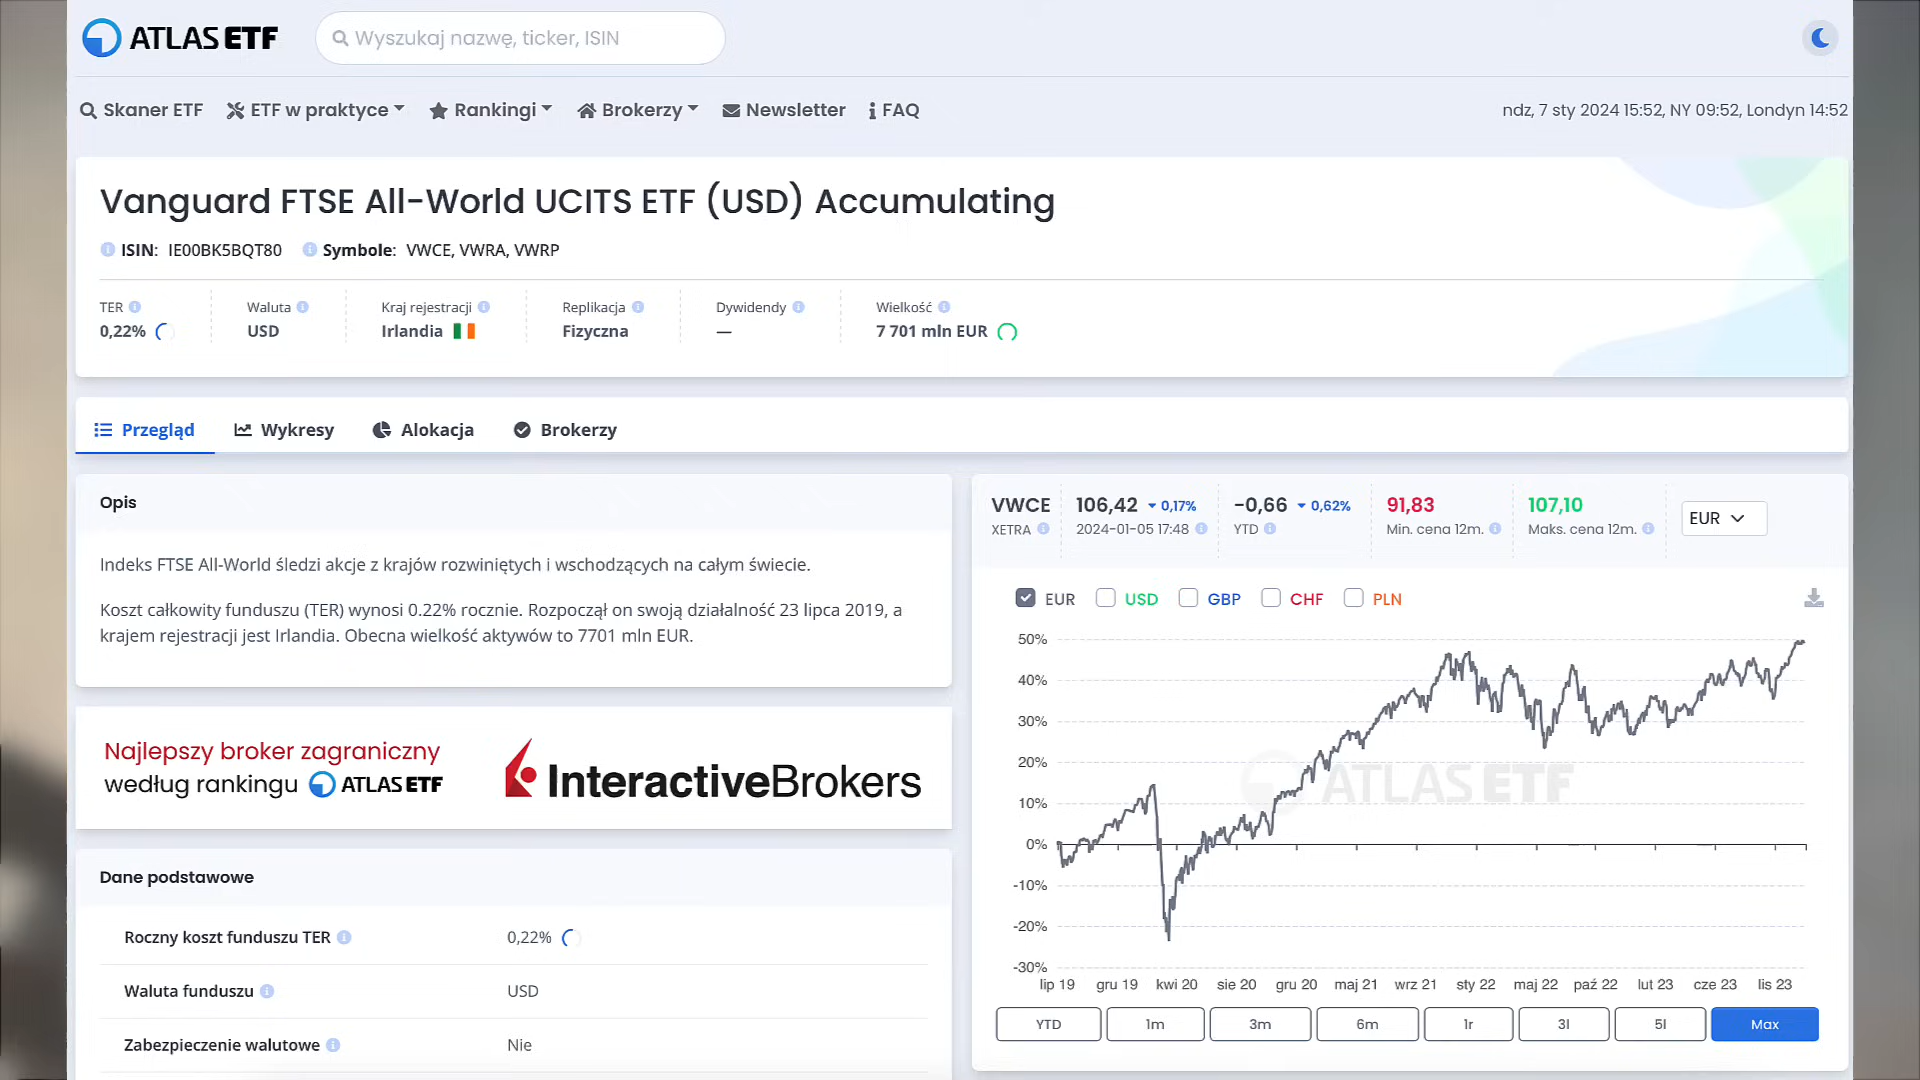 ATLAS ETF
Wyszukaj nazwę, ticker, ISIN
Skaner ETF ETF w praktyce Rankingi Brokerzy Newsletter FAQ
ndz, 7 sty 2024 15:52, NY 09:52, Londyn 14:52
Vanguard FTSE All-World UCITS ETF (USD) Accumulating
ISIN: IE00BK5BQT80 Symbole: VWCE, VWRA, VWRP
TER Waluta Kraj rejestracji Replikacja Dywidendy Wielkość
0,22% USD Irlandia Fizyczna — 7 701 mln EUR
Przegląd Wykresy Alokacja Brokerzy
Opis
Indeks FTSE All-World śledzi akcje z krajów rozwiniętych i wschodzących na całym świecie.
Koszt całkowity funduszu (TER) wynosi 0.22% rocznie. Rozpoczął on swoją działalność 23 lipca 2019, a
krajem rejestracji jest Irlandia. Obecna wielkość aktywów to 7701 mln EUR.
Najlepszy broker zagraniczny
według rankingu ATLAS ETF
InteractiveBrokers
Dane podstawowe
Roczny koszt funduszu TER 0,22%
Waluta funduszu USD
Zabezpieczenie walutowe Nie
VWCE 106,42 0,17% -0,66 0,62% 91,83 107,10 EUR
XETRA 2024-01-05 17:48 YTD Min. cena 12m. Maks. cena 12m.
EUR USD GBP CHF PLN
50%
40%
30%
20%
10%
0%
-10%
-20%
-30%
ATLAS ETF
lip 19 gru 19 kwi 20 sie 20 gru 20 maj 21 wrz 21 sty 22 maj 22 paź 22 lut 23 cze 23 lis 23
YTD 1m 3m 6m 1r 3l 5l Max